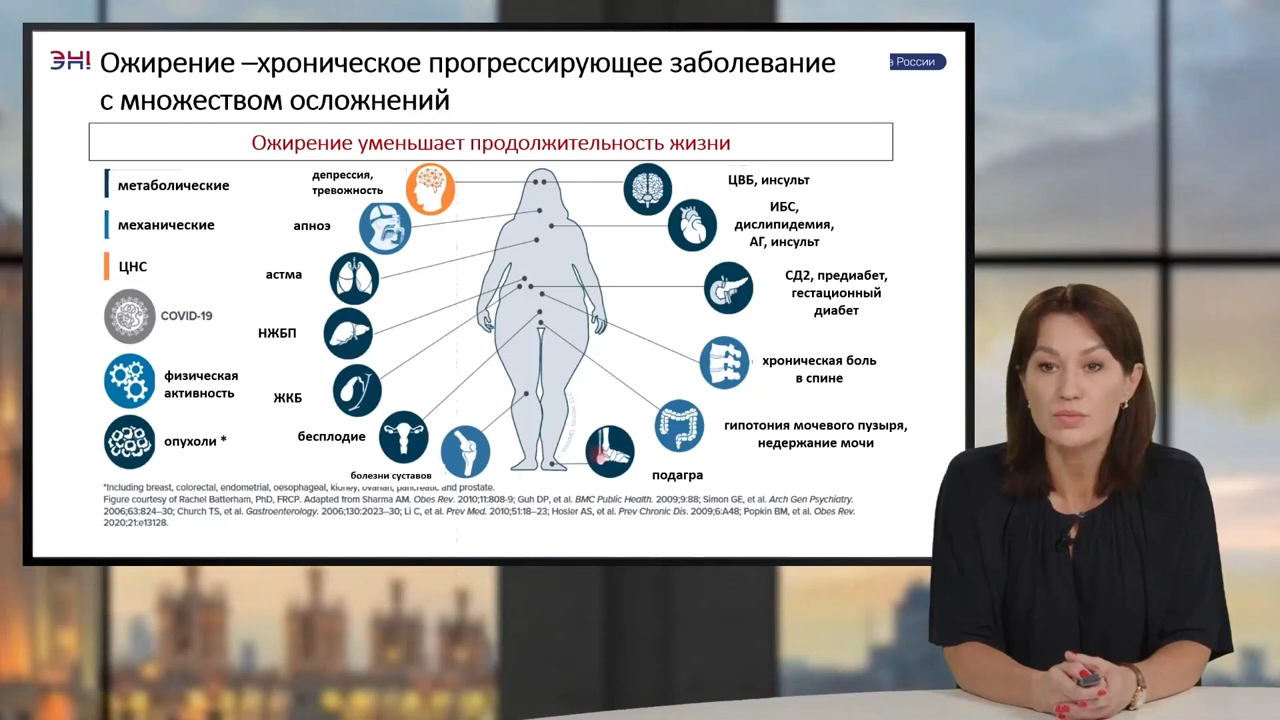 ЭН!
Ожирение –хроническое прогрессирующее заболевание
с множеством осложнений
а России
Ожирение уменьшает продолжительность жизни
метаболические
механические
ЦНС
COVID-19
физическая
активность
опухоли *
депрессия,
тревожность
апноэ
астма
НЖБП
ЖКБ
бесплодие
болезни суставов
ЦВБ, инсульт
ИБС,
дислипидемия,
АГ, инсульт
СД2, предиабет,
гестационный
диабет
хроническая боль
в спине
гипотония мочевого пузыря,
недержание мочи
подагра
*Including breast, colorectal, endometrial, oesophageal, kidney, ovarian, pancreatic and prostate.
Figure courtesy of Rachel Batterham, PhD, FRCP. Adapted from Sharma AM. Obes Rev. 2010;11:808-9; Guh DP, et al. BMC Public Health. 2009;9:88; Simon GE, et al. Arch Gen Psychiatry.
2006;63:824–30; Church TS, et al. Gastroenterology. 2006;130:2023–30; Li C, et al. Prev Med. 2010;51:18–23; Hosler AS, et al. Prev Chronic Dis. 2009;6:A48; Popkin BM, et al. Obes Rev.
2020;21:e13128.